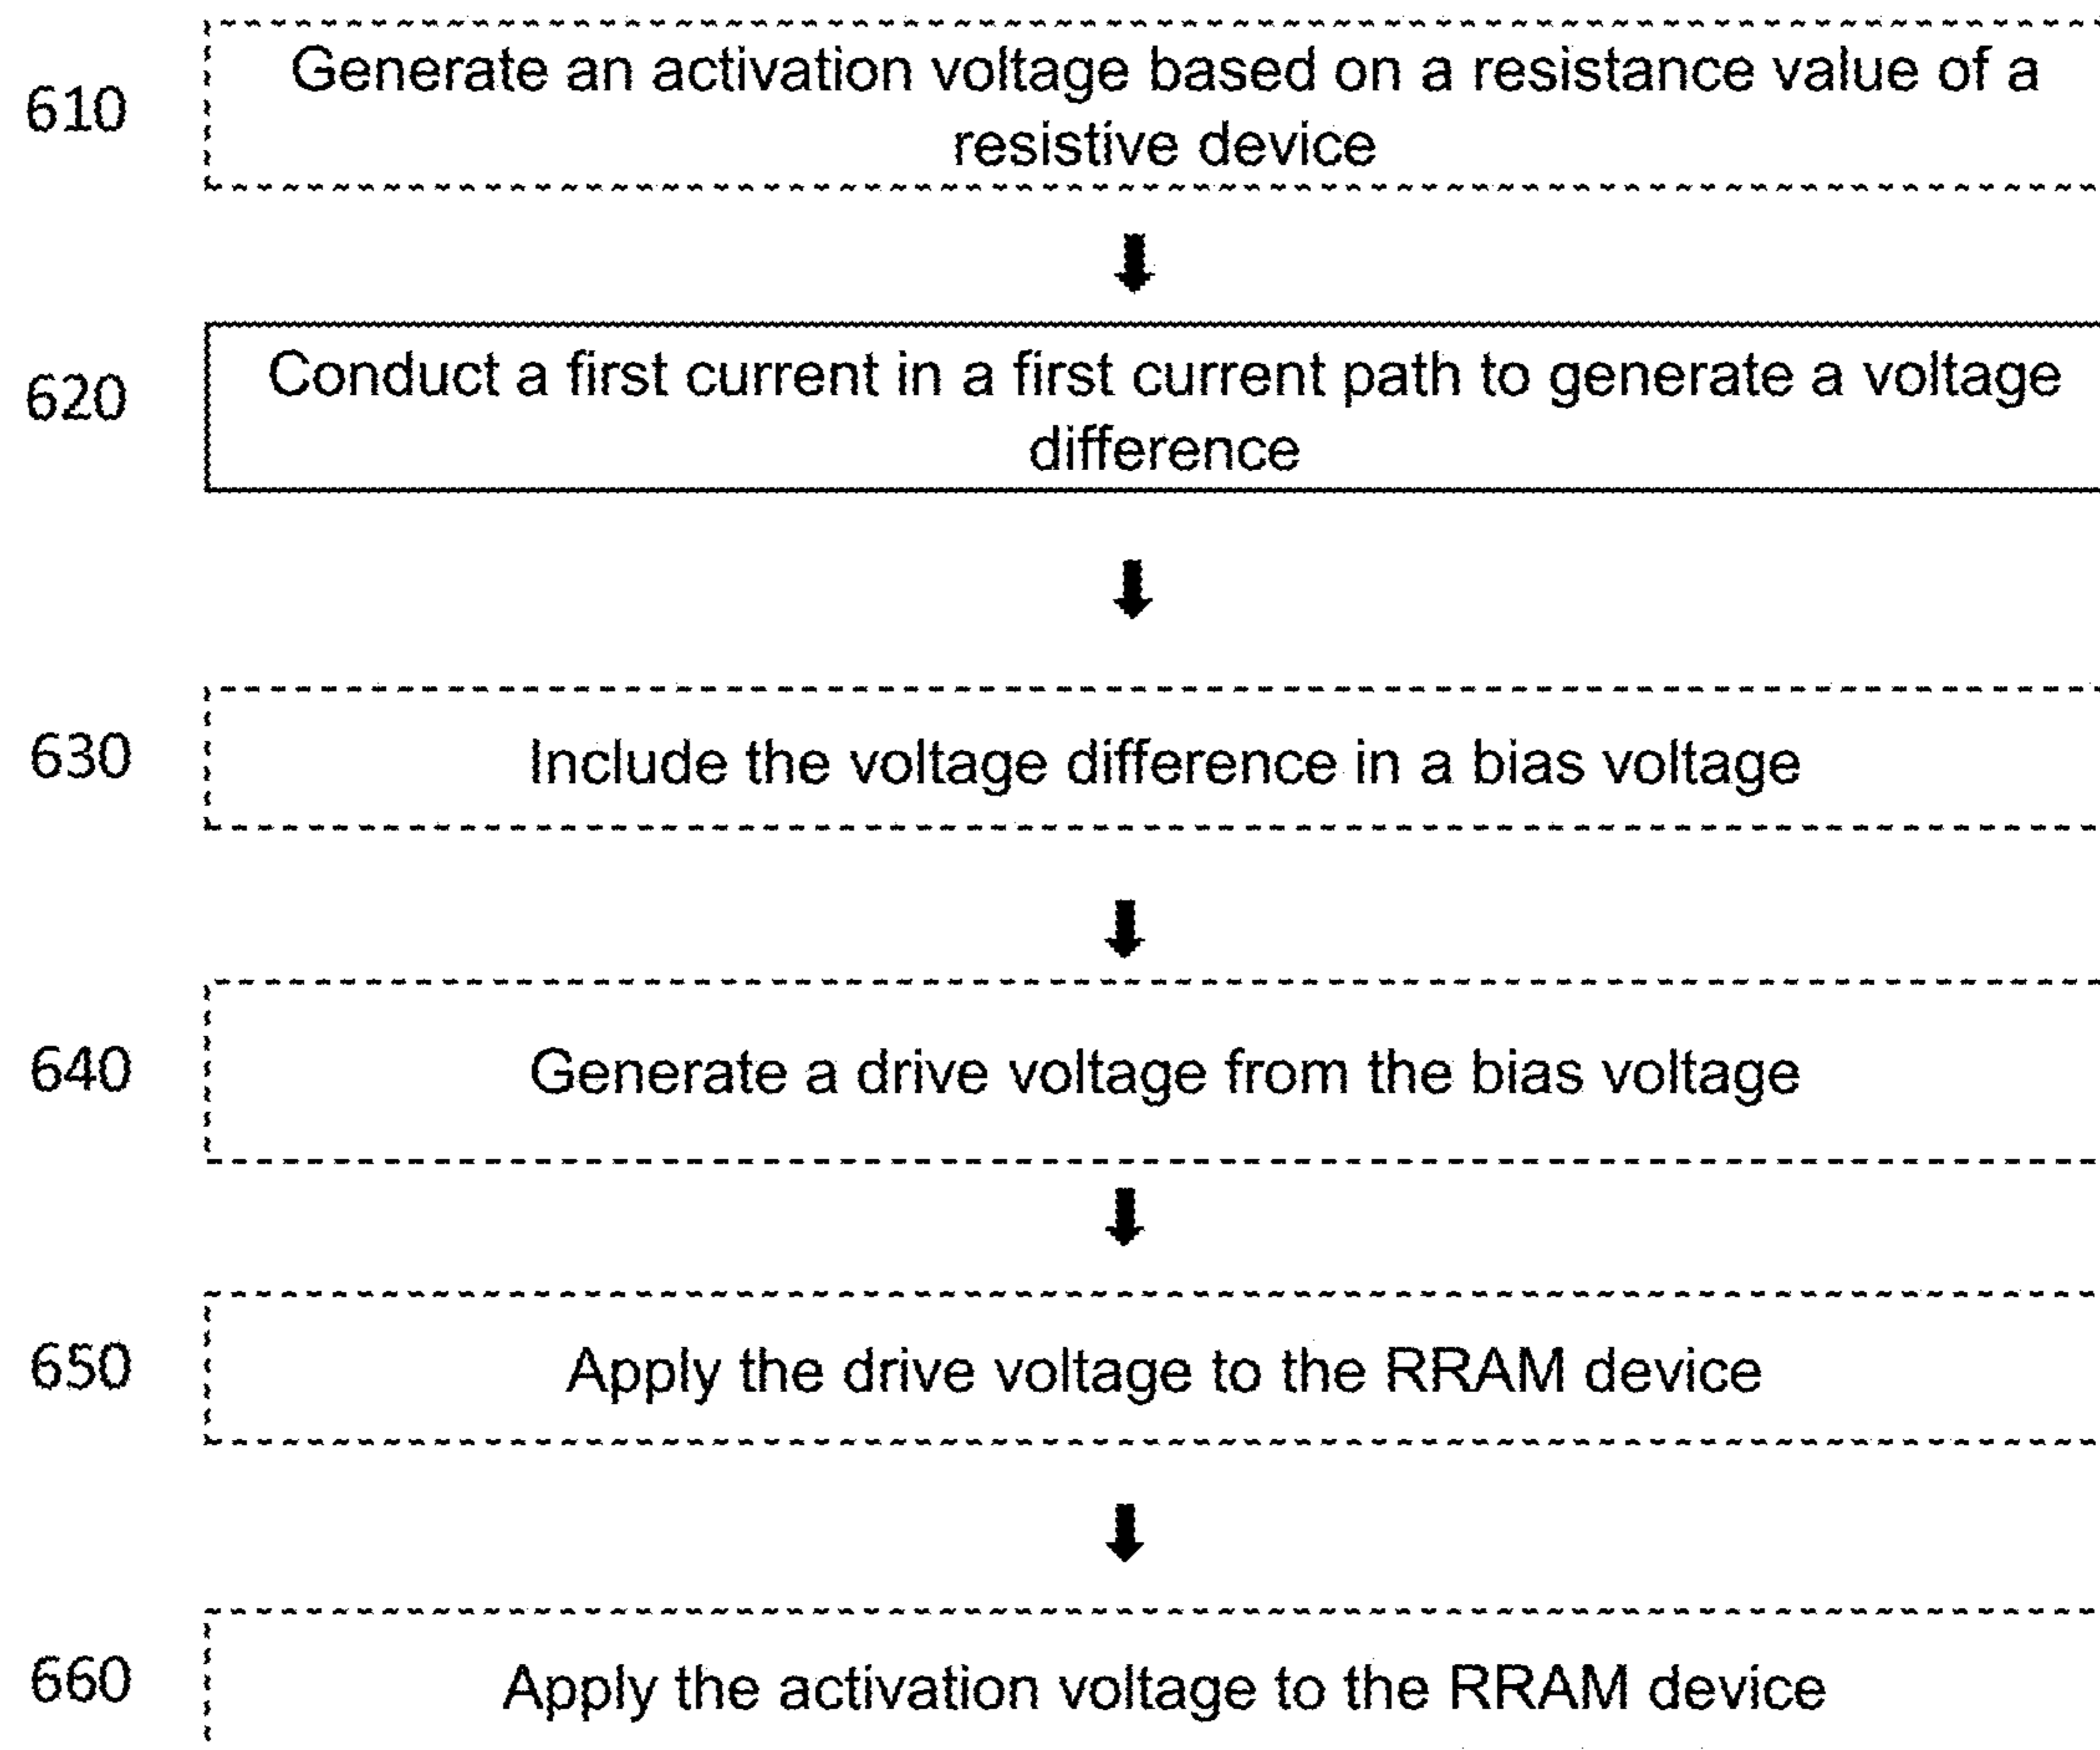 610
Generate an activation voltage based on a resistance value of a
resistive device
620
Conduct a first current in a first current path to generate a voltage
difference
630
Include the voltage difference in a bias voltage
640
Generate a drive voltage from the bias voltage
650
Apply the drive voltage to the RRAM device
660
Apply the activation voltage to the RRAM device